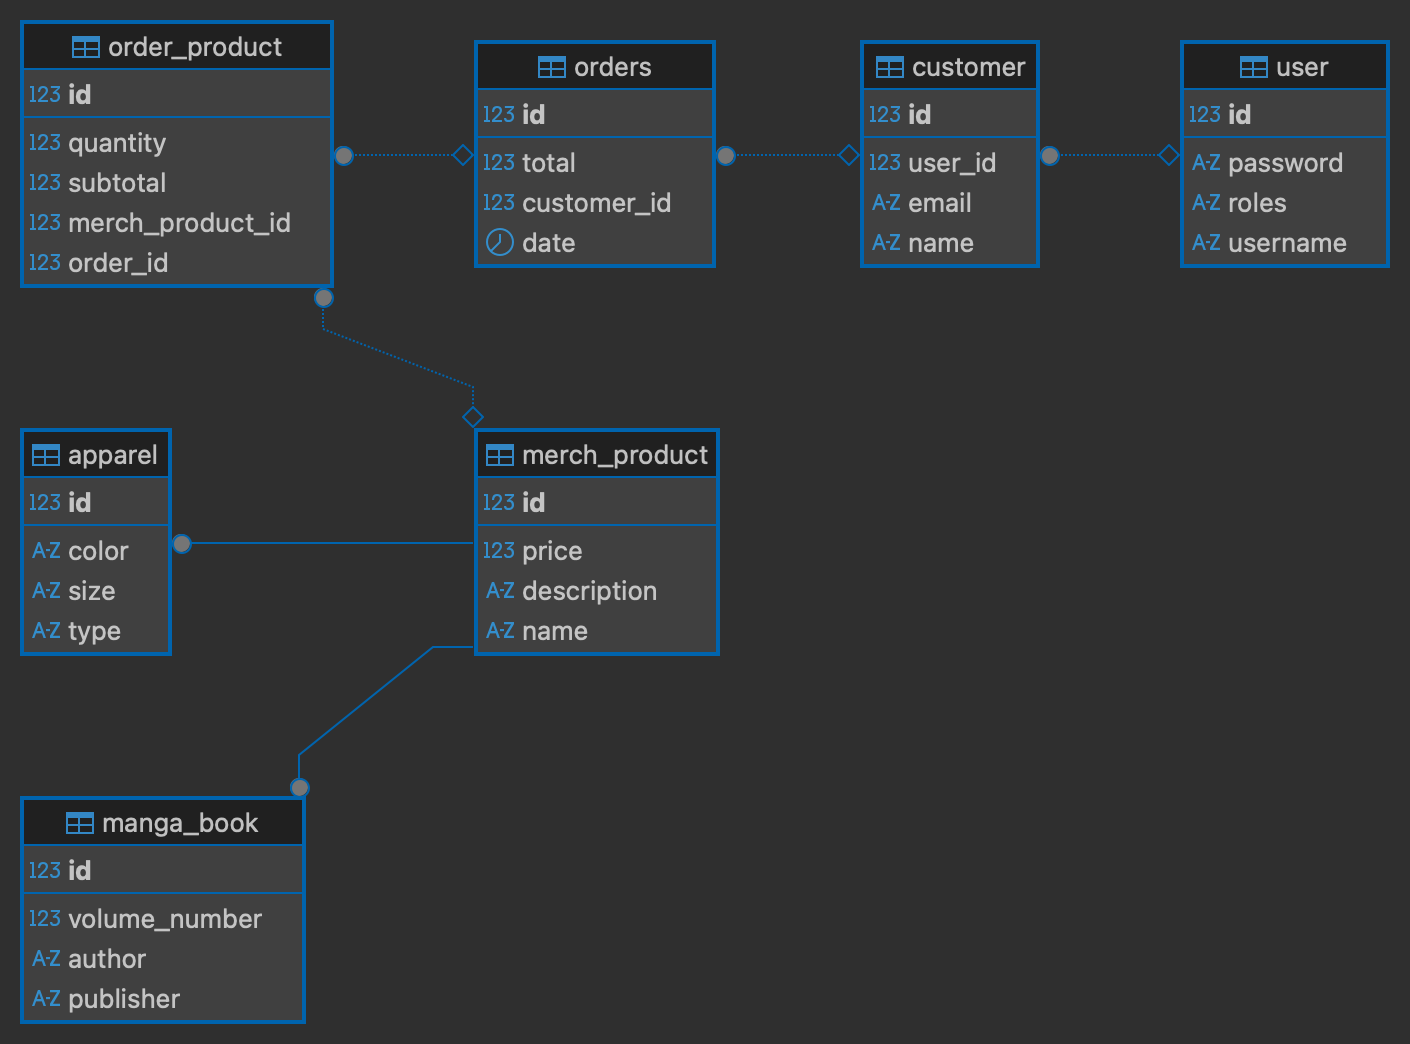 order_product
123 id
123 quantity
123 subtotal
123 merch_product_id
123 order_id
orders
123 id
123 total
123 customer_id
date
customer
123 id
123 user_id
A-Z email
A-Z name
user
123 id
A-Z password
A-Z roles
A-Z username
apparel
123 id
A-Z color
A-Z size
A-Z type
merch_product
123 id
123 price
A-Z description
A-Z name
manga_book
123 id
123 volume_number
A-Z author
A-Z publisher